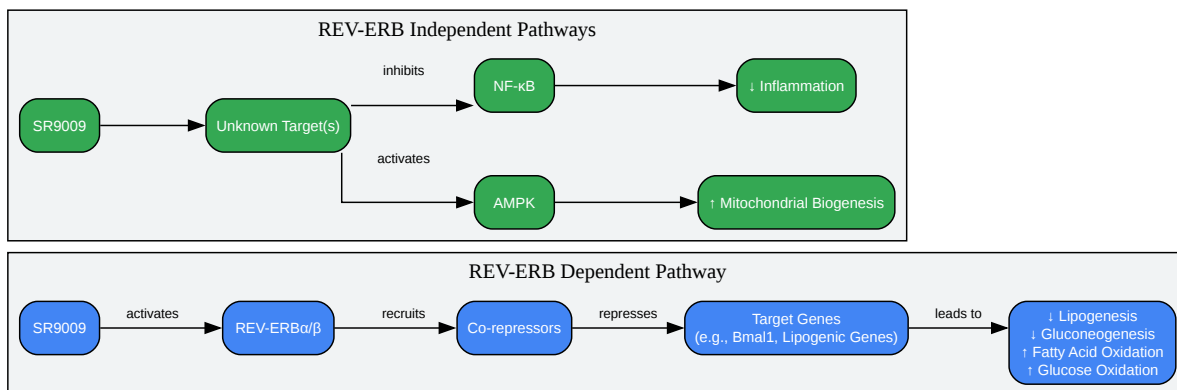 REV-ERB Independent Pathways
inhibits
NF-κB
↓ Inflammation
SR9009
Unknown Target(s)
activates
AMPK
↑ Mitochondrial Biogenesis
REV-ERB Dependent Pathway
SR9009
activates
REV-ERBα/β
recruits
Co-repressors
represses
Target Genes
(e.g., Bmal1, Lipogenic Genes)
leads to
↓ Lipogenesis
↓ Gluconeogenesis
↑ Fatty Acid Oxidation
↑ Glucose Oxidation